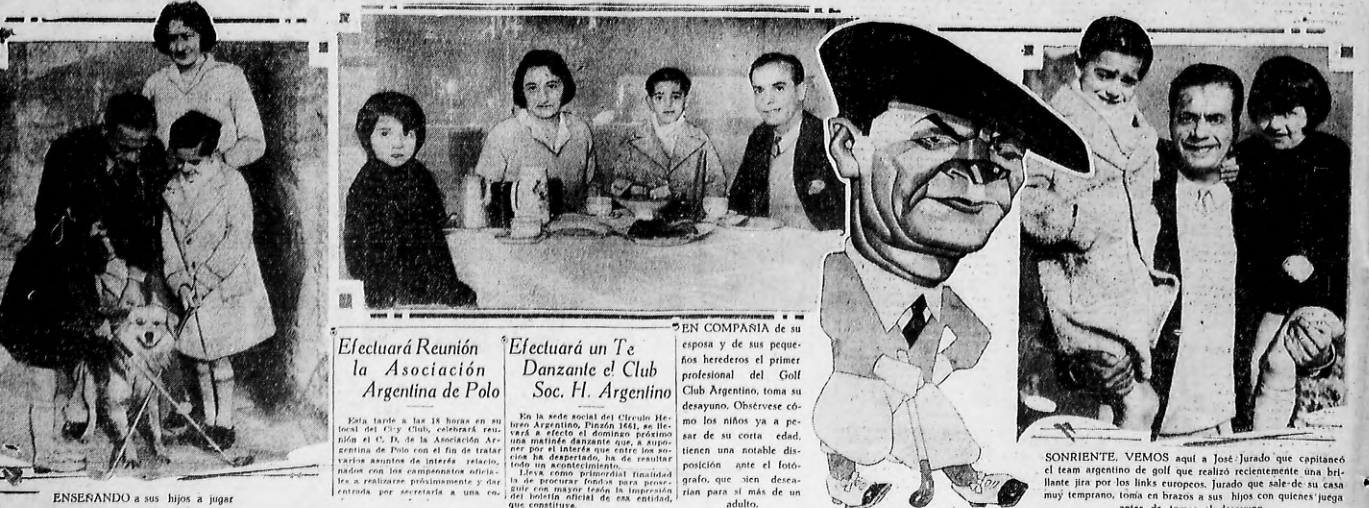 ENSEÑANDO a sus hijos a jugar
Efectuará Reunión
la Asociación
Argentina de Polo
Esta tarde a las 18 horas en su
local del City Club, celebrará reu-
nión el C. D. de la Asociación Ar-
gentina de Polo con el fin de tratar
varios asuntos de interés relacio-
nados con los campeonatos oficia-
les a realizarse próximamente y dar
entrada por secretaría a una co-
Efectuará un Te
Danzante el Club
Soc. H. Argentino
En la sede social del Círculo He-
breo Argentino, Pinzón 1661, se lle-
vará a efecto el domingo próximo
una matinée danzante que, a supo-
ner por el interés que entre los so-
cios ha despertado, ha de resultar
todo un acontecimiento.
Lleva como primordial finalidad
la de procurar fondos para prose-
guir con mayor tesón la impresión
del boletín oficial de esa entidad,
que constituye
EN COMPAÑIA de su
esposa y de sus peque-
ños herederos el primer
profesional del Golf
Club Argentino, toma su
desayuno. Obsérvese có-
mo los niños ya a pe-
sar de su corta edad,
tienen una notable dis-
posición ante el fotó-
grafo, que bien desea-
rían para sí más de un
adulto.
SONRIENTE, VEMOS aquí a José Jurado que capitaneó
el team argentino de golf que realizó recientemente una bri-
llante jira por los links europeos. Jurado que sale de su casa
muy temprano, toma en brazos a sus hijos con quienes juega
antes de tomar el desayuno